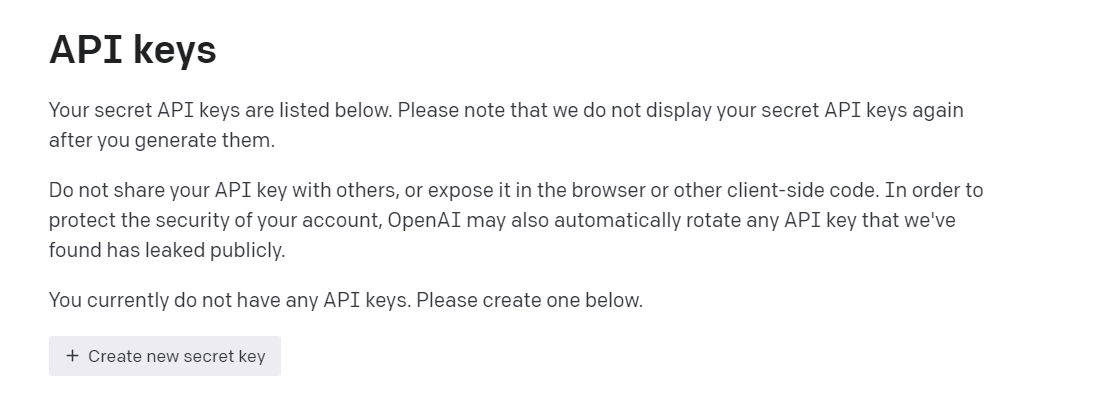 API keys
Your secret API keys are listed below. Please note that we do not display your secret API keys again
after you generate them.
Do not share your API key with others, or expose it in the browser or other client-side code. In order to
protect the security of your account, OpenAI may also automatically rotate any API key that we've
found has leaked publicly.
You currently do not have any API keys. Please create one below.
+ Create new secret key